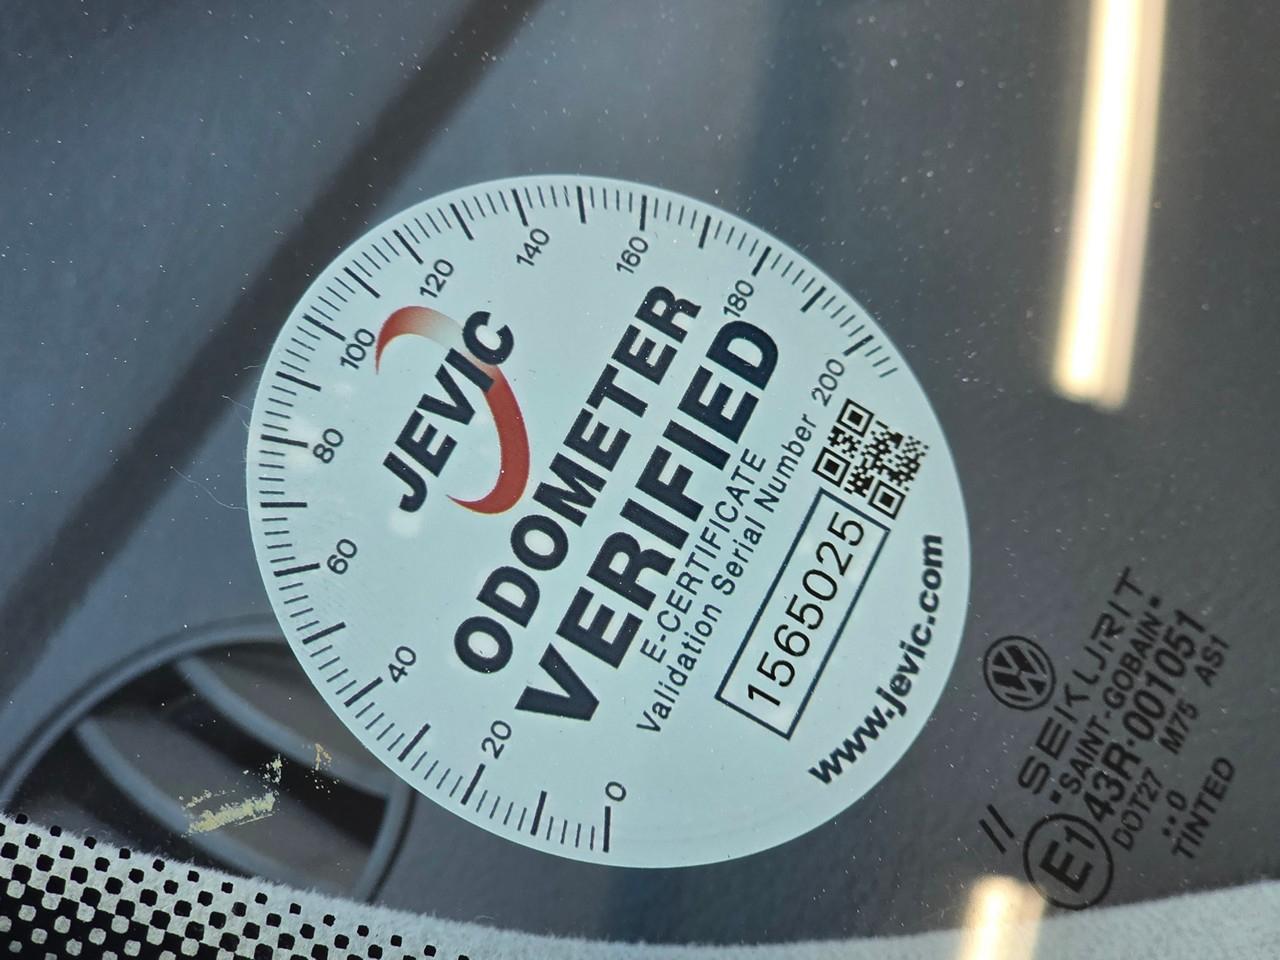 0 20 40 60 80 100 120 140 160 180 200
JEVIC
ODOMETER
VERIFIED
E-CERTIFICATE
Validation Serial Number
1565025
www.jevic.com
SEKURIT
"SAINT-GOBAIN"
E1 43R-001051
DOT27 M75 AS1
..0
TINTED